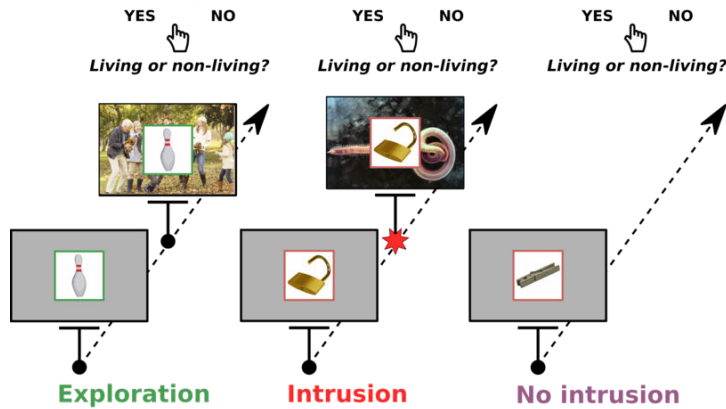 YES NO
Living or non-living?
YES NO
Living or non-living?
YES NO
Living or non-living?
Exploration
Intrusion
No intrusion